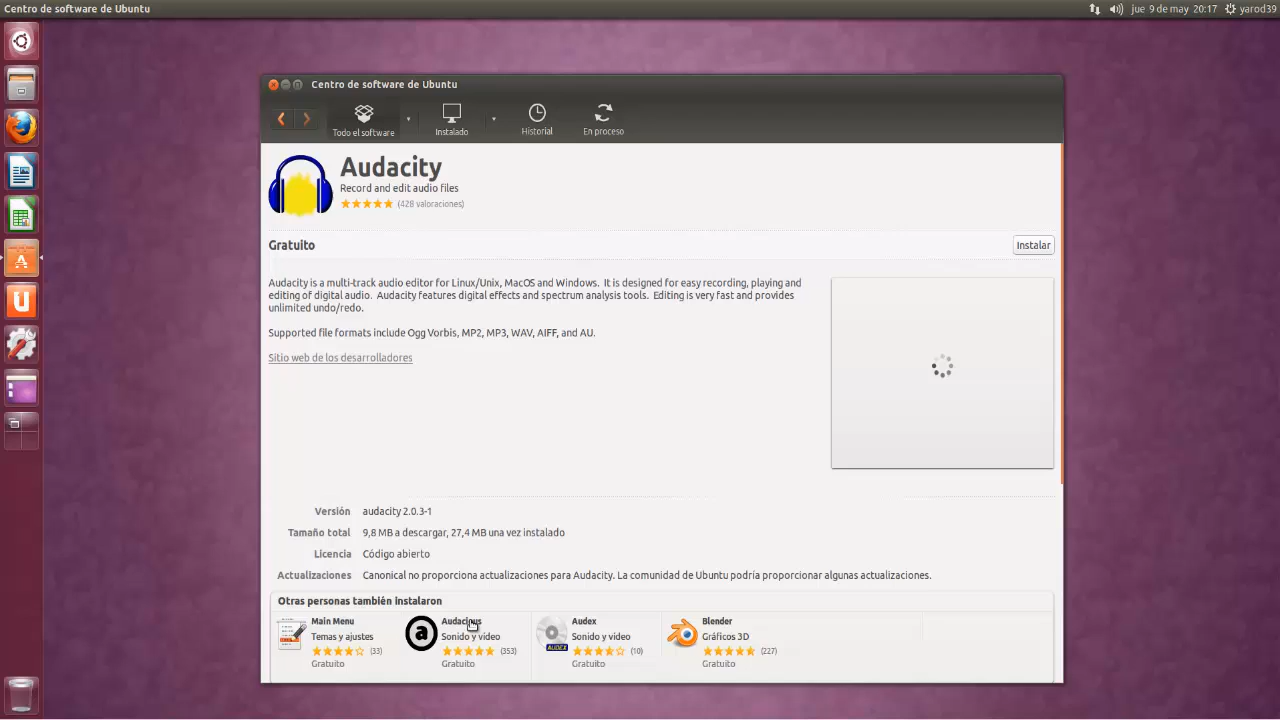 Centro de software de Ubuntu
jue 9 de may 20:17
yarod39
Centro de software de Ubuntu
Todo el software
Instalado
Historial
En proceso
Audacity
Record and edit audio files
(428 valoraciones)
Gratuito
Instalar
Audacity is a multi-track audio editor for Linux/Unix, MacOS and Windows. It is designed for easy recording, playing and
editing of digital audio. Audacity features digital effects and spectrum analysis tools. Editing is very fast and provides
unlimited undo/redo.
Supported file formats include Ogg Vorbis, MP2, MP3, WAV, AIFF, and AU.
Sitio web de los desarrolladores
Versión audacity 2.0.3-1
Tamaño total 9,8 MB a descargar, 27,4 MB una vez instalado
Licencia Código abierto
Actualizaciones Canonical no proporciona actualizaciones para Audacity. La comunidad de Ubuntu podría proporcionar algunas actualizaciones.
Otras personas también instalaron
Main Menu
Temas y ajustes
(33)
Gratuito
a
Audacious
Sonido y vídeo
(353)
Gratuito
AUDEX
Audex
Sonido y vídeo
(10)
Gratuito
Blender
Gráficos 3D
(227)
Gratuito